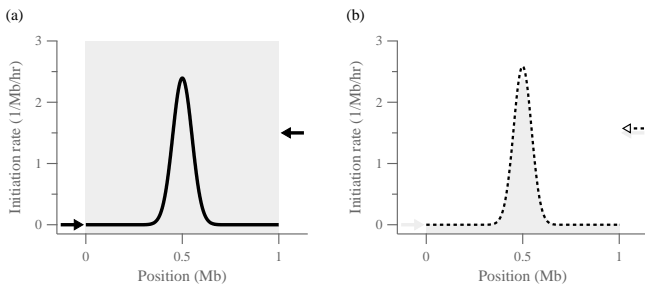 (a)
Initiation rate (1/Mb/hr)
3
2
1
0
0
0.5
1
Position (Mb)
(b)
Initiation rate (1/Mb/hr)
3
2
1
0
0
0.5
1
Position (Mb)